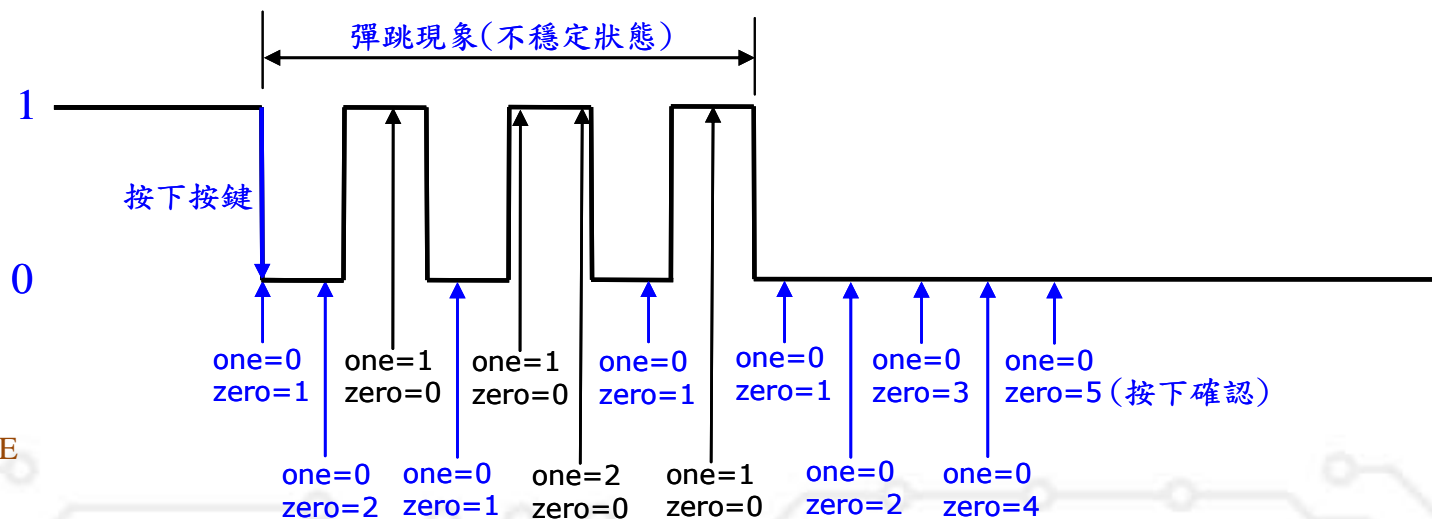 彈跳現象(不穩定狀態)
1
按下按鍵
0
one=0
zero=1
one=1
zero=0
one=1
zero=0
one=0
zero=1
one=0
zero=1
one=0
zero=3
one=0
zero=5(按下確認)
E
one=0
zero=2
one=0
zero=1
one=2
zero=0
one=1
zero=0
one=0
zero=2
one=0
zero=4